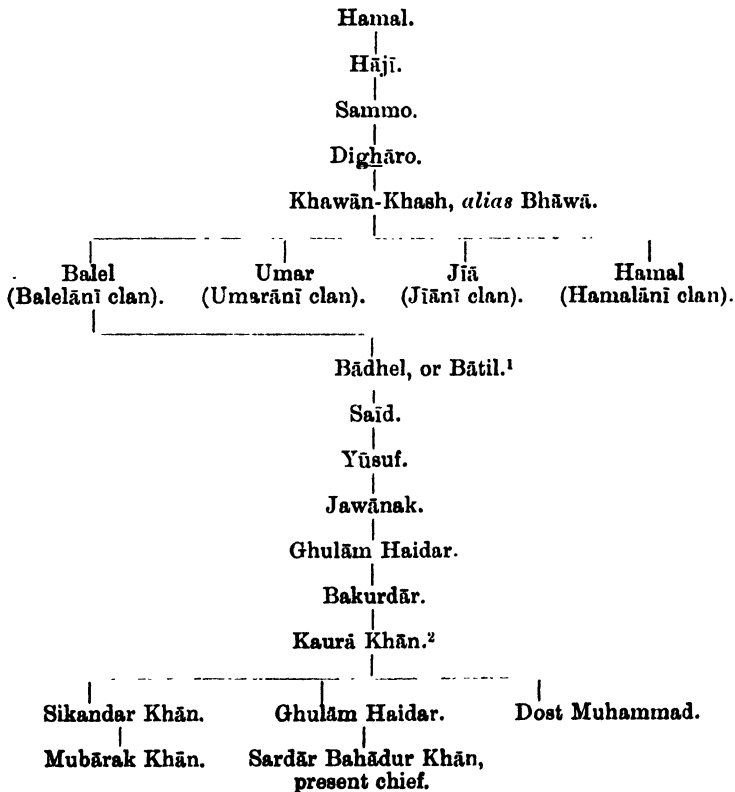 Hamal.
Hājī.
Sammo.
Dighāro.
Khawān-Khash, alias Bhāwā.
Balel Umar Jīā Hamal
(Balelānī clan). (Umarānī clan). (Jīānī clan). (Hamalānī clan).
Bādhel, or Bātil.¹
Saīd.
Yūsuf.
Jawānak.
Ghulām Haidar.
Bakurdār.
Kaurā Khān.²
Sikandar Khān. Ghulām Haidar. Dost Muhammad.
Mubārak Khān. Sardār Bahādur Khān,
present chief.